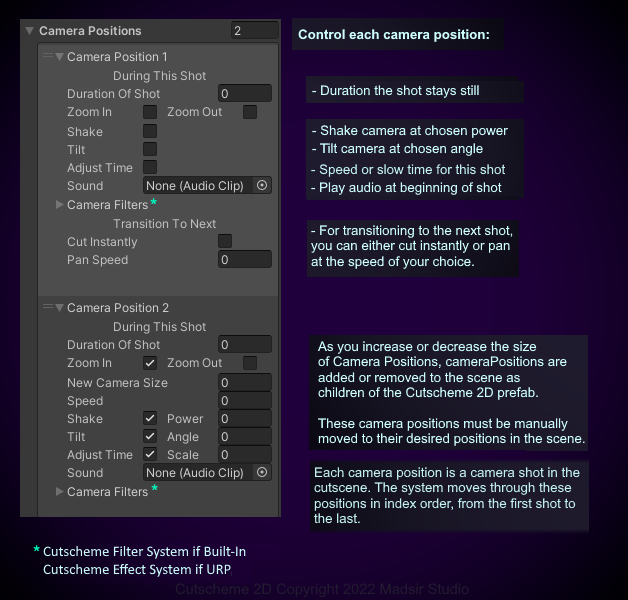 Camera Positions 2
Camera Position 1
During This Shot
Duration Of Shot 0
Zoom In Zoom Out
Shake
Tilt
Adjust Time
Sound None (Audio Clip)
Camera Filters *
Transition To Next
Cut Instantly
Pan Speed 0
Camera Position 2
During This Shot
Duration Of Shot 0
Zoom In Zoom Out
New Camera Size 0
Speed 0
Shake Power 0
Tilt Angle 0
Adjust Time Scale 0
Sound None (Audio Clip)
Camera Filters *
* Cutscheme Filter System if Built-In
Cutscheme Effect System if URP
Control each camera position:
- Duration the shot stays still
- Shake camera at chosen power
- Tilt camera at chosen angle
- Speed or slow time for this shot
- Play audio at beginning of shot
- For transitioning to the next shot,
you can either cut instantly or pan
at the speed of your choice.
As you increase or decrease the size
of Camera Positions, cameraPositions are
added or removed to the scene as
children of the Cutscheme 2D prefab.
These camera positions must be manually
moved to their desired positions in the scene.
Each camera position is a camera shot in the
cutscene. The system moves through these
positions in index order, from the first shot to
the last.
Cutscheme 2D Copyright 2022 Madsir Studio